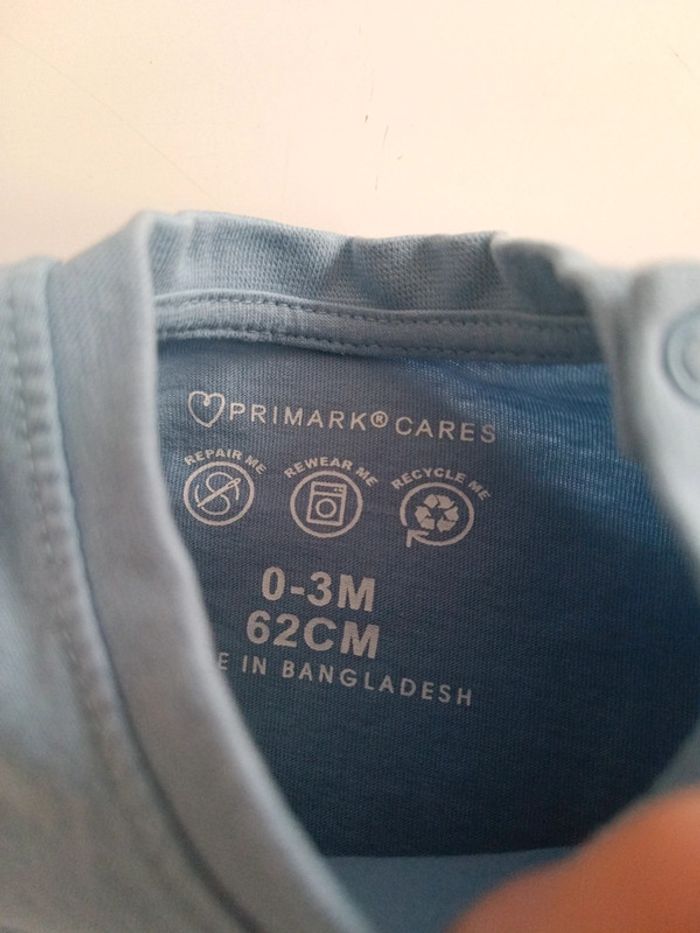 PRIMARK® CARES
REPAIR ME REWEAR ME RECYCLE ME
0-3M
62CM
E IN BANGLADESH